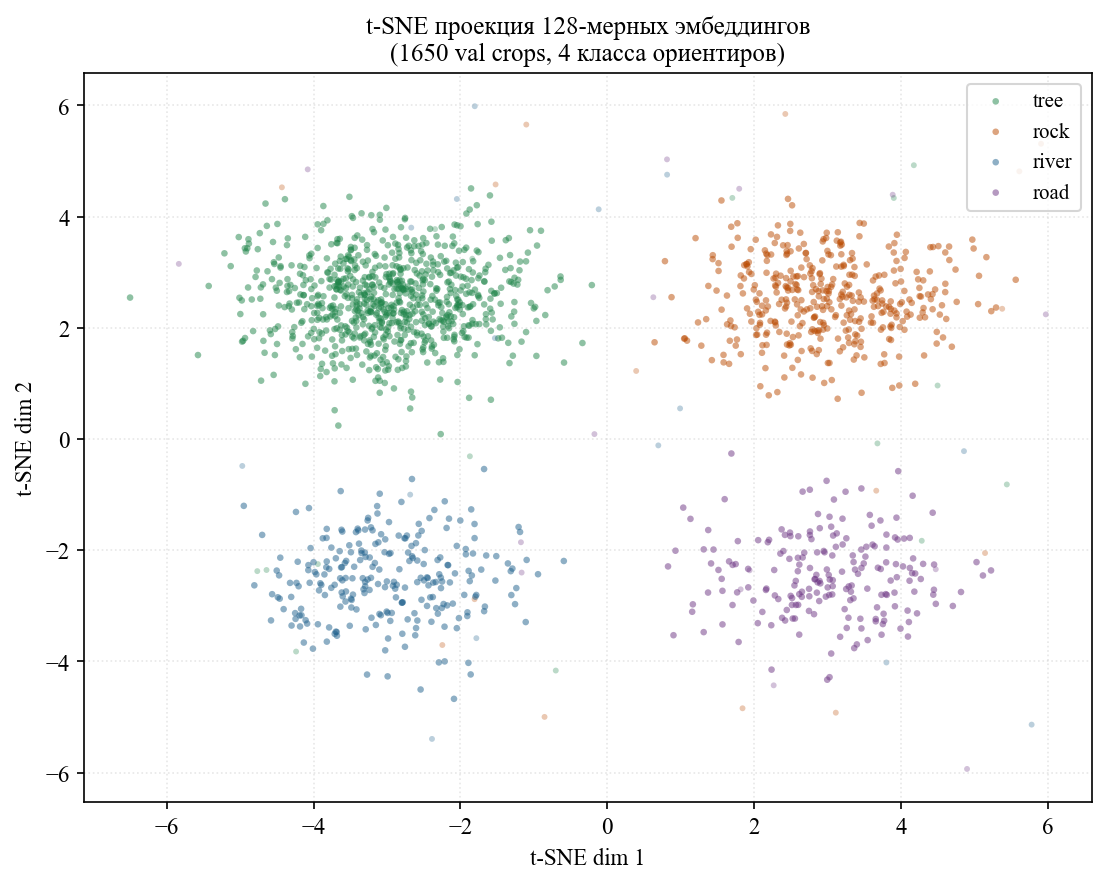 t-SNE проекция 128-мерных эмбеддингов
(1650 val crops, 4 класса ориентиров)
tree
rock
river
road
6
4
2
0
−2
−4
−6
t-SNE dim 2
−6
−4
−2
0
2
4
6
t-SNE dim 1